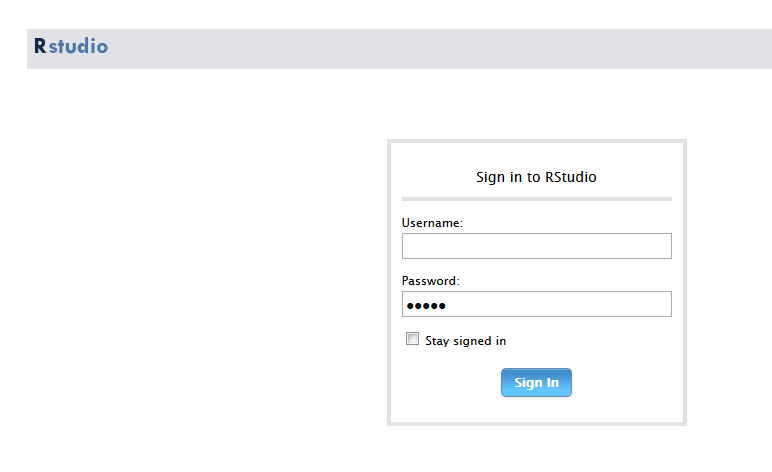 Rstudio
Sign in to RStudio
Username:
Password:
●●●●●
Stay signed in
Sign In